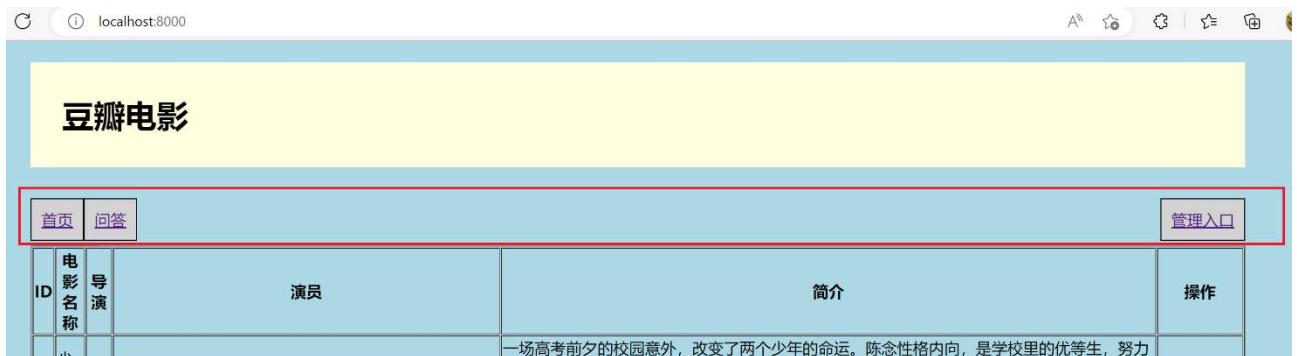 localhost:8000
豆瓣电影
首页 问答 管理入口
ID 电影名称 导演 演员 简介 操作
一场高考前夕的校园意外，改变了两个少年的命运。陈念性格内向，是学校里的优等生，努力